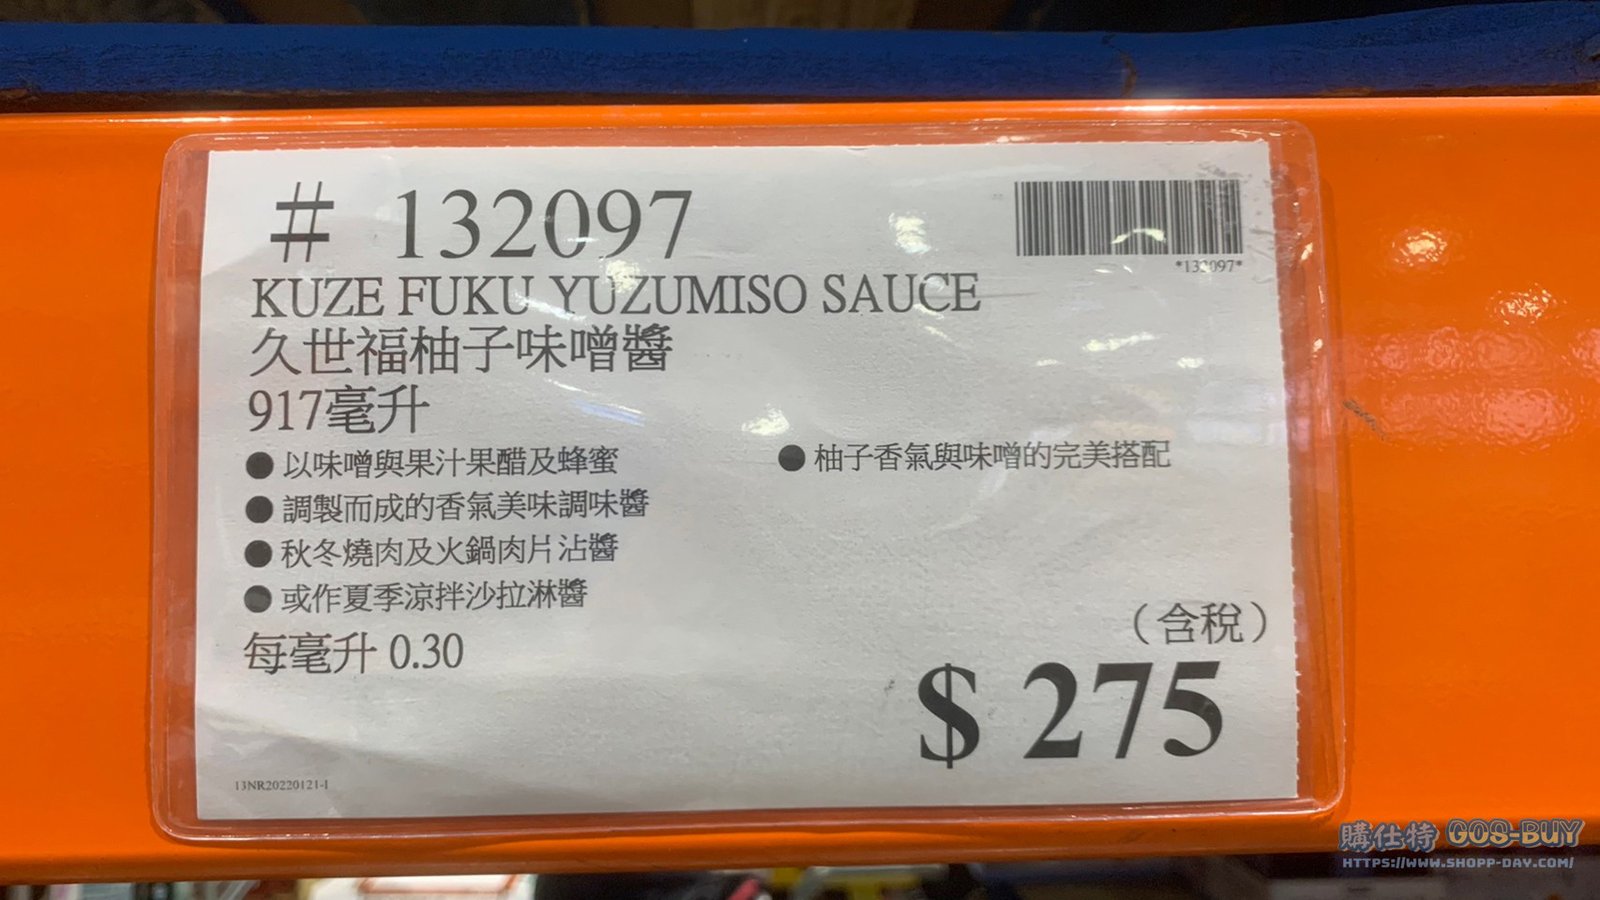 # 132097
*132097*
KUZE FUKU YUZUMISO SAUCE
久世福柚子味噌醬
917毫升
●以味噌與果汁果醋及蜂蜜
●調製而成的香氣美味調味醬
●秋冬燒肉及火鍋肉片沾醬
●或作夏季涼拌沙拉淋醬
●柚子香氣與味噌的完美搭配
每毫升 0.30
（含稅）
$ 275
13NR20220121-1
購仕特 GOS-BUY
HTTPS://WWW.SHOPP-DAY.COM/